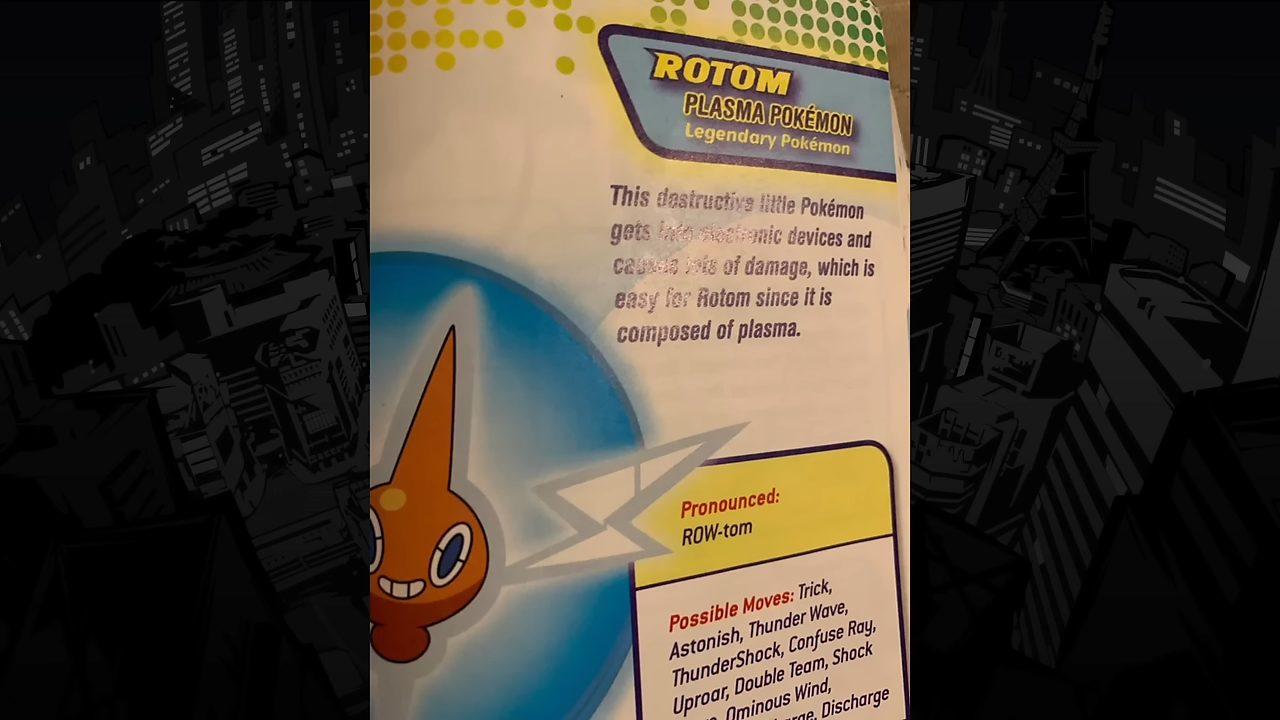 ROTOM
PLASMA POKÉMON
Legendary Pokémon
This destructive little Pokémon
gets into electronic devices and
causes lots of damage, which is
easy for Rotom since it is
composed of plasma.
Pronounced:
ROW-tom
Possible Moves: Trick,
Astonish, Thunder Wave,
ThunderShock, Confuse Ray,
Uproar, Double Team, Shock
Ominous Wind,
Discharge